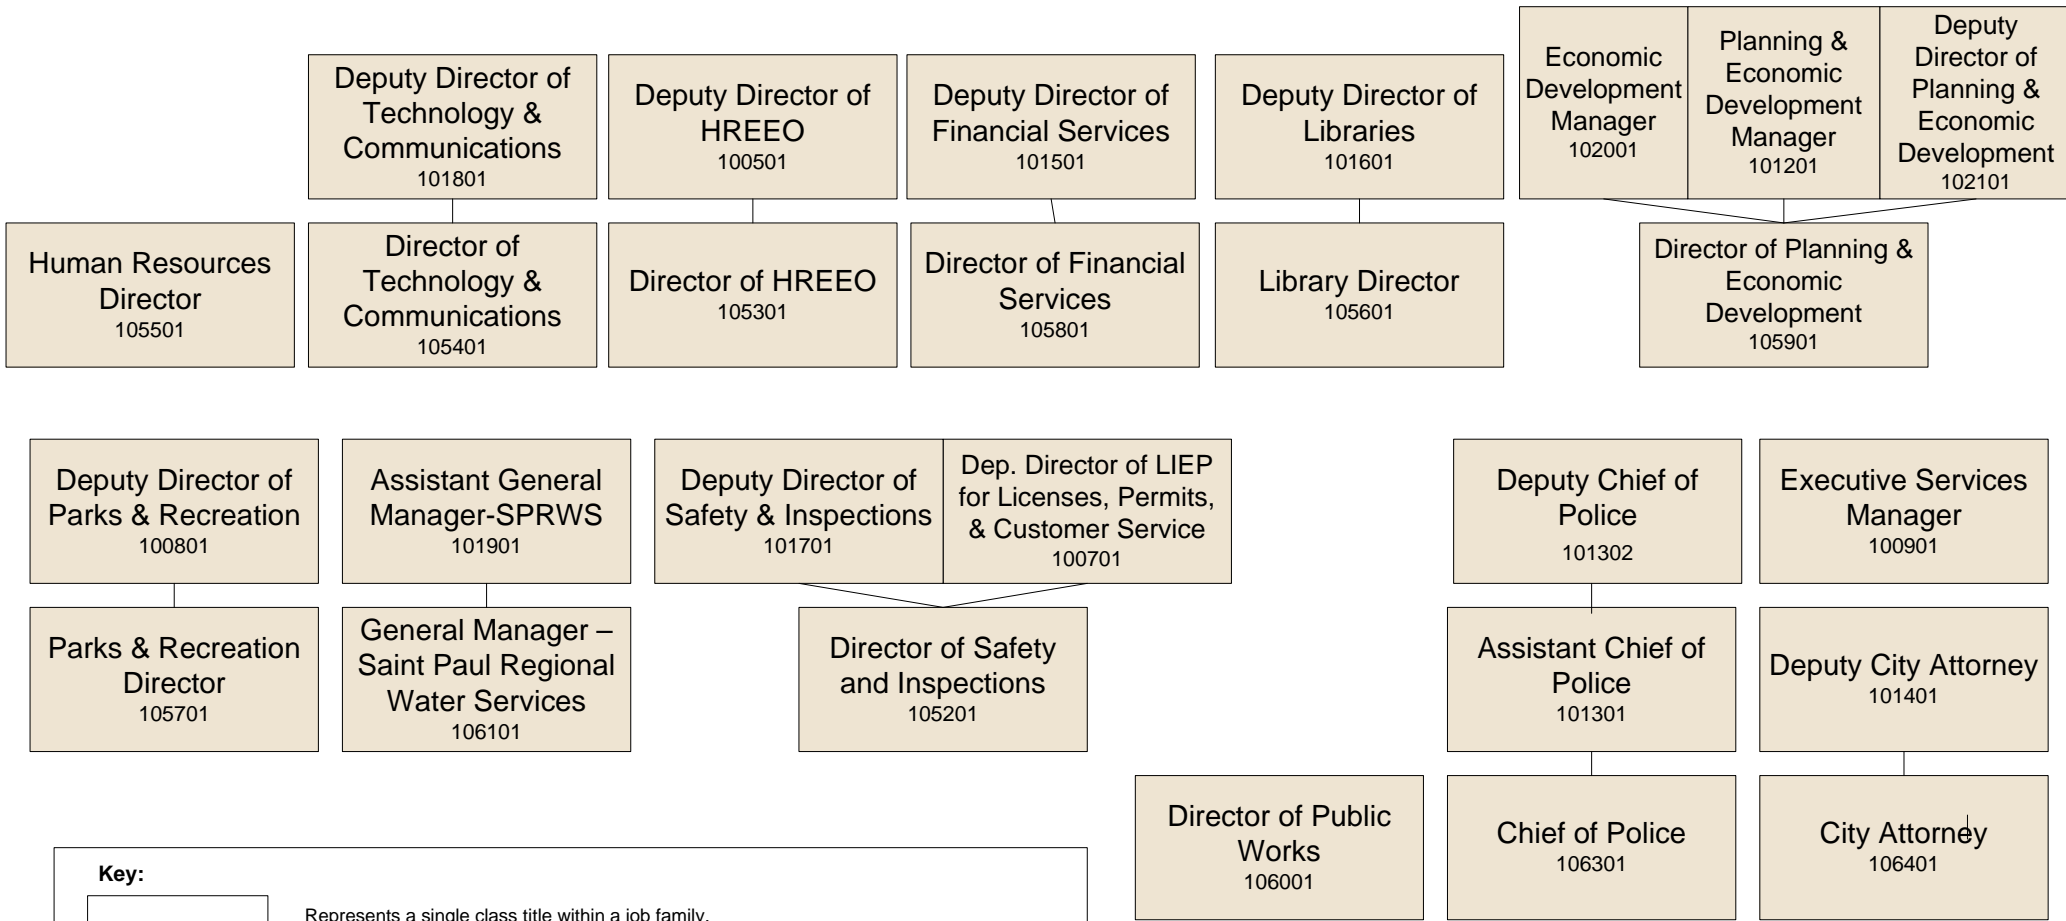 Deputy Director of
Technology &
Communications
101801
Deputy Director of
HREEO
100501
Deputy Director of
Financial Services
101501
Deputy Director of
Libraries
101601
Economic
Development
Manager
102001
Planning &
Economic
Development
Manager
101201
Deputy
Director of
Planning &
Economic
Development
102101
Human Resources
Director
105501
Director of
Technology &
Communications
105401
Director of HREEO
105301
Director of Financial
Services
105801
Library Director
105601
Director of Planning &
Economic
Development
105901
Deputy Director of
Parks & Recreation
100801
Assistant General
Manager-SPRWS
101901
Deputy Director of
Safety & Inspections
101701
Dep. Director of LIEP
for Licenses, Permits,
& Customer Service
100701
Deputy Chief of
Police
101302
Executive Services
Manager
100901
Parks & Recreation
Director
105701
General Manager –
Saint Paul Regional
Water Services
106101
Director of Safety
and Inspections
105201
Assistant Chief of
Police
101301
Deputy City Attorney
101401
Director of Public
Works
106001
Chief of Police
106301
City Attorney
106401
Key:
Represents a single class title within a job family.